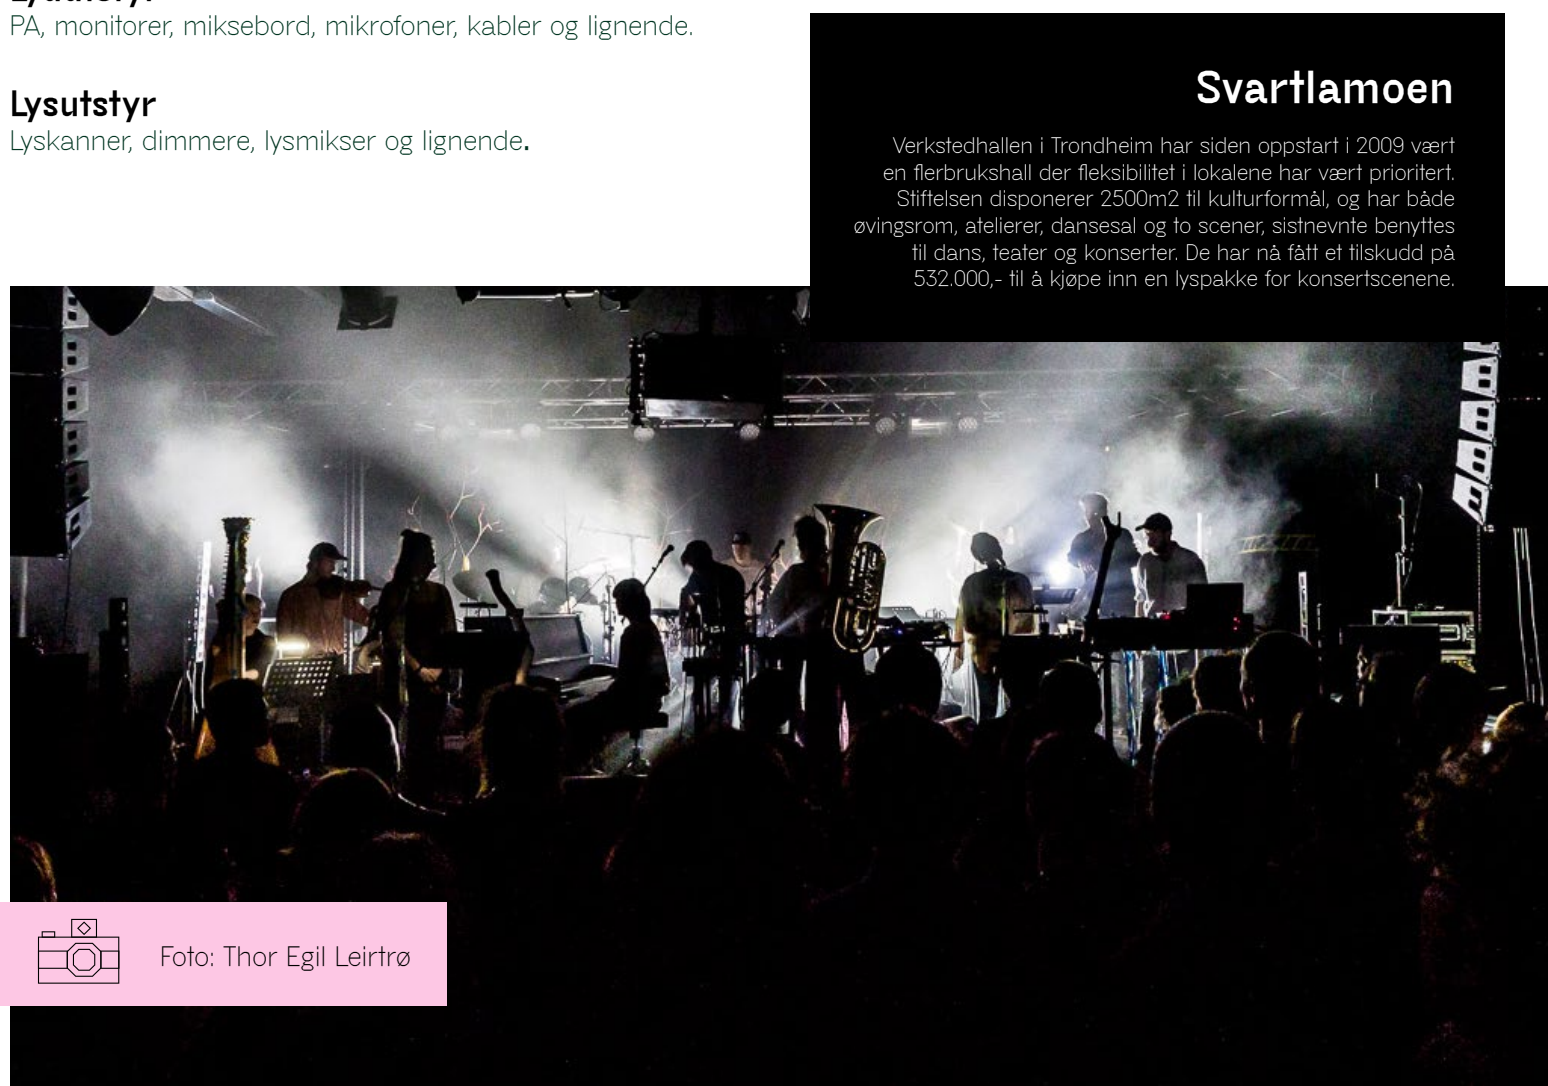 PA, monitorer, miksebord, mikrofoner, kabler og lignende.
Lysutstyr
Lyskanner, dimmere, lysmikser og lignende.
Svartlamoen
Verkstedhallen i Trondheim har siden oppstart i 2009 vært
en flerbrukshall der fleksibilitet i lokalene har vært prioritert.
Stiftelsen disponerer 2500m2 til kulturformål, og har både
øvingsrom, atelierer, dansesal og to scener, sistnevnte benyttes
til dans, teater og konserter. De har nå fått et tilskudd på
532.000,- til å kjøpe inn en lyspakke for konsertscenene.
Foto: Thor Egil Leirtrø